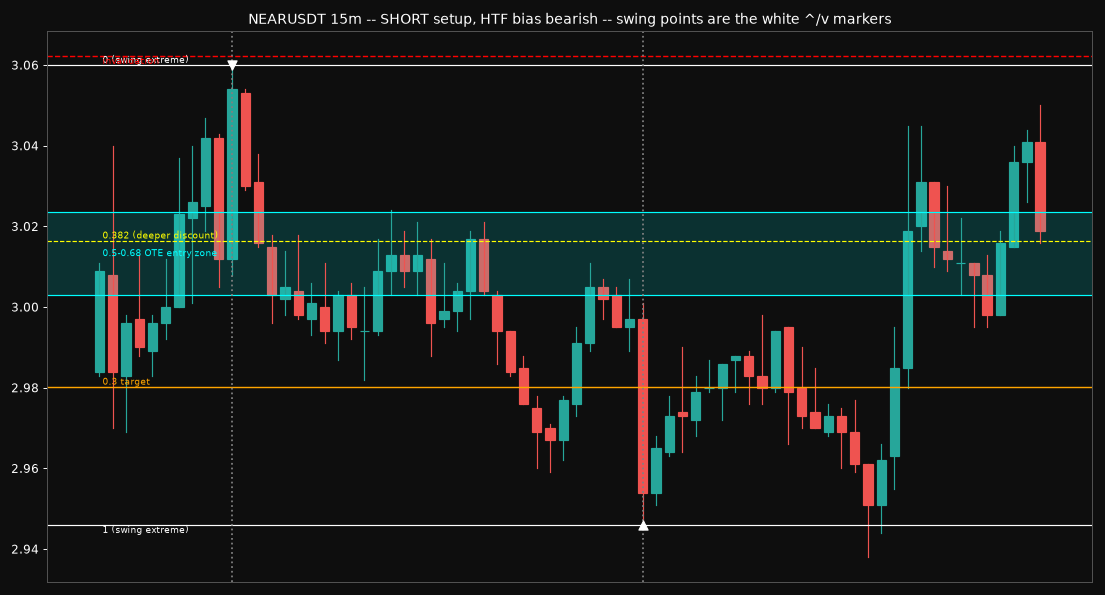 NEARUSDT 15m -- SHORT setup, HTF bias bearish -- swing points are the white ^/v markers
0 (swing extreme)
3.06
3.04
3.02
0.382 (deeper discount)
0.5-0.68 OTE entry zone
3.00
2.98
0.3 target
2.96
1 (swing extreme)
2.94